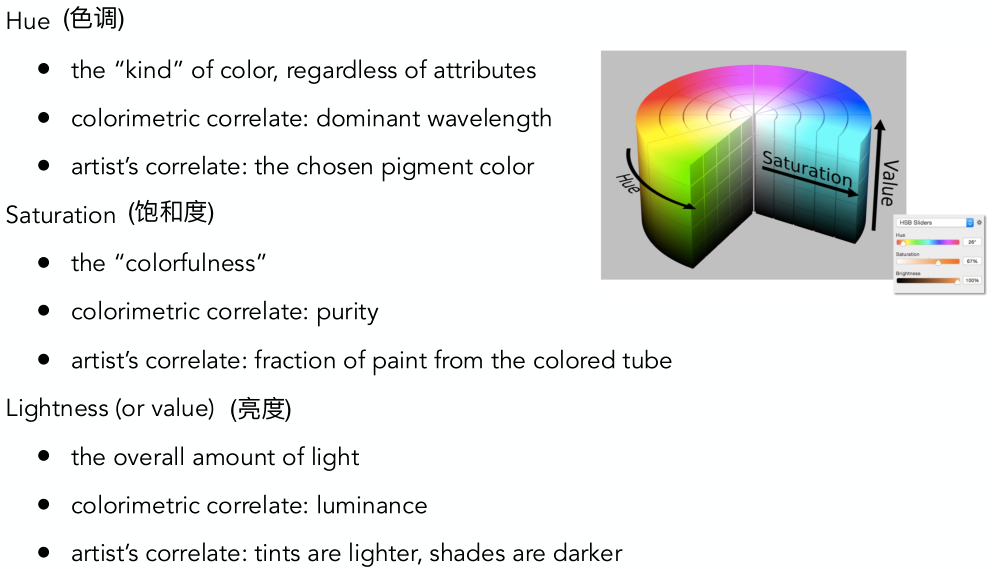 Hue (色调)
• the “kind” of color, regardless of attributes
• colorimetric correlate: dominant wavelength
• artist’s correlate: the chosen pigment color
Saturation (饱和度)
• the “colorfulness”
• colorimetric correlate: purity
• artist’s correlate: fraction of paint from the colored tube
Lightness (or value) (亮度)
• the overall amount of light
• colorimetric correlate: luminance
• artist’s correlate: tints are lighter, shades are darker
Hue
Saturation
Value
HSB Sliders
Hue
26°
Saturation
67%
Brightness
100%